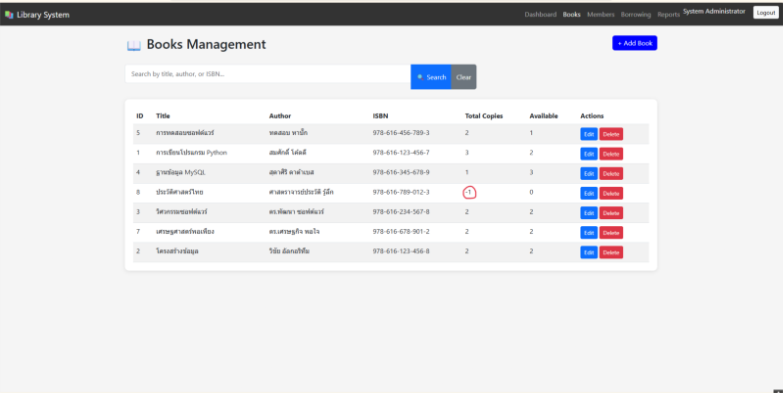 Library System
Dashboard Books Members Borrowing Reports System Administrator Logout
Books Management
+ Add Book
Search by title, author, or ISBN...
Search Clear
ID Title Author ISBN Total Copies Available Actions
5 การทดสอบซอฟต์แวร์ ทดสอบ 978-616-456-789-3 2 1 Edit Delete
1 การเขียนโปรแกรม Python สมศักดิ์ โค้ดดี 978-616-123-456-7 3 2 Edit Delete
4 ฐานข้อมูล MySQL สุดาศิริ ดาต้าเบส 978-616-345-678-9 1 3 Edit Delete
8 ประวัติศาสตร์ไทย ศาสตราจารย์ประวัติ รู้ลึก 978-616-789-012-3 -1 0 Edit Delete
3 วิศวกรรมซอฟต์แวร์ ดร.พัฒนา ซอฟต์แวร์ 978-616-234-567-8 2 2 Edit Delete
7 เศรษฐศาสตร์พอเพียง ดร.เศรษฐกิจ พอใจ 978-616-678-901-2 2 2 Edit Delete
2 โครงสร้างข้อมูล วิชัย อัลกอริทึม 978-616-123-456-8 2 2 Edit Delete